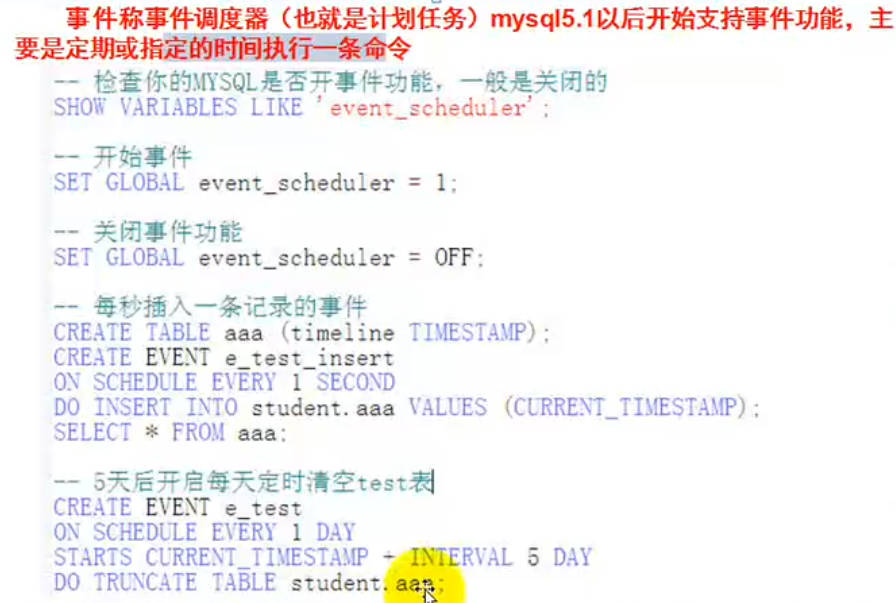 事件称事件调度器（也就是计划任务）mysql5.1以后开始支持事件功能，主
要是定期或指定的时间执行一条命令
-- 检查你的MYSQL是否开事件功能，一般是关闭的
SHOW VARIABLES LIKE 'event_scheduler';
-- 开始事件
SET GLOBAL event_scheduler = 1;
-- 关闭事件功能
SET GLOBAL event_scheduler = OFF;
-- 每秒插入一条记录的事件
CREATE TABLE aaa (timeline TIMESTAMP);
CREATE EVENT e_test_insert
ON SCHEDULE EVERY 1 SECOND
DO INSERT INTO student.aaa VALUES (CURRENT_TIMESTAMP);
SELECT * FROM aaa;
-- 5天后开启每天定时清空test表
CREATE EVENT e_test
ON SCHEDULE EVERY 1 DAY
STARTS CURRENT_TIMESTAMP + INTERVAL 5 DAY
DO TRUNCATE TABLE student.aaa;